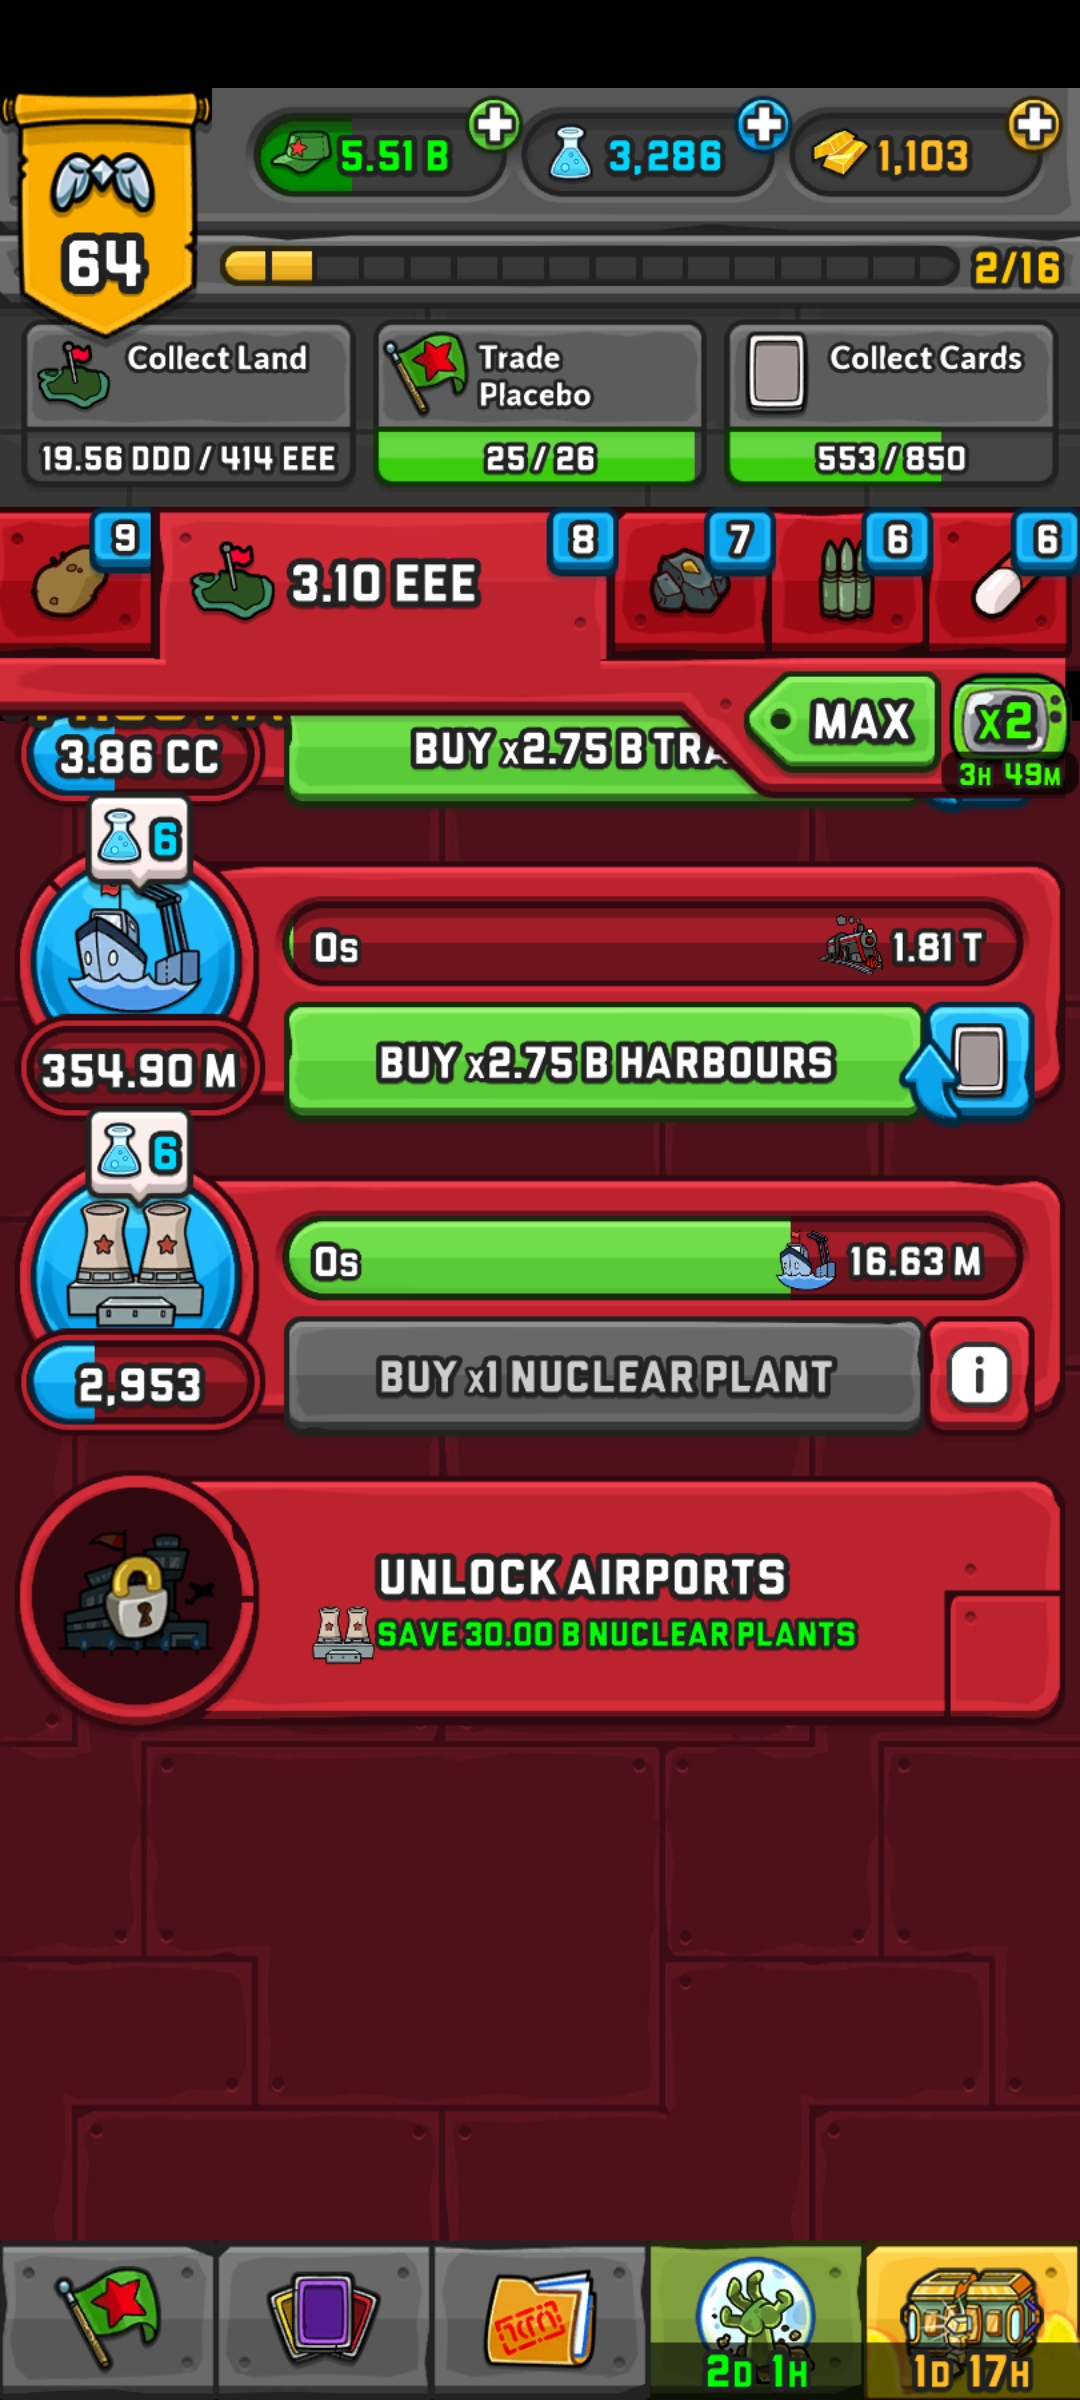 5.51 B
3,286
1,103
64
2/16
Collect Land
19.56 DDD / 414 EEE
Trade
Placebo
25 / 26
Collect Cards
553 / 850
9
3.10 EEE
8
7
6
6
MAX
x2
3H 49M
3.86 CC
BUY x2.75 B
6
0s
1.81 T
354.90 M
BUY x2.75 B HARBOURS
6
0s
16.63 M
2,953
BUY x1 NUCLEAR PLANT
i
UNLOCK AIRPORTS
SAVE 30.00 B NUCLEAR PLANTS
2D 1H
1D 17H